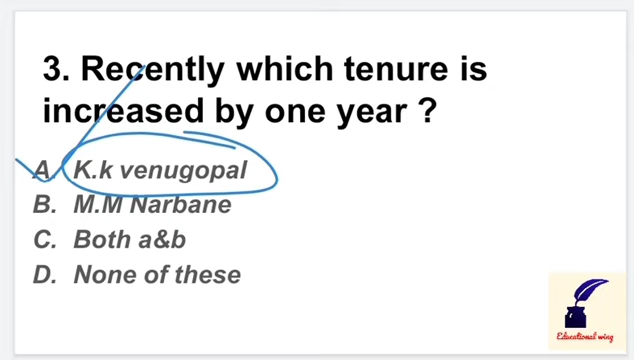 3. Recently which tenure is
increased by one year ?
A. K.k venugopal
B. M.M Narbane
C. Both a&b
D. None of these
Educational wing